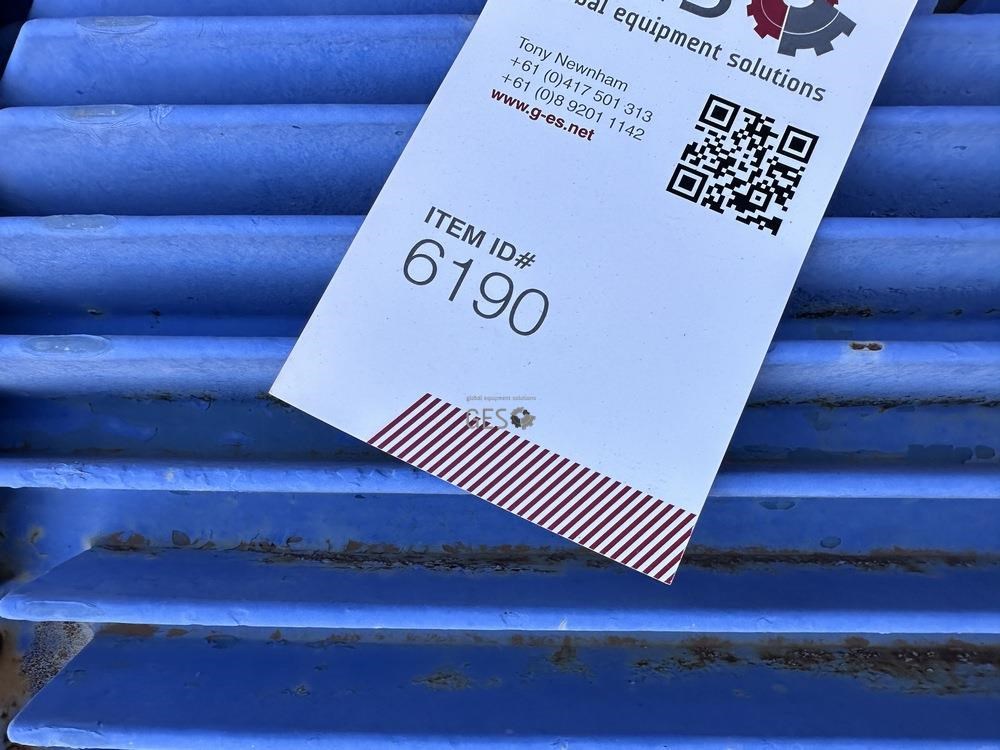 global equipment solutions
Tony Newnham
+61 (0)417 501 313
+61 (0)8 9201 1142
www.g-es.net
ITEM ID#
6190
global equipment solutions
GES